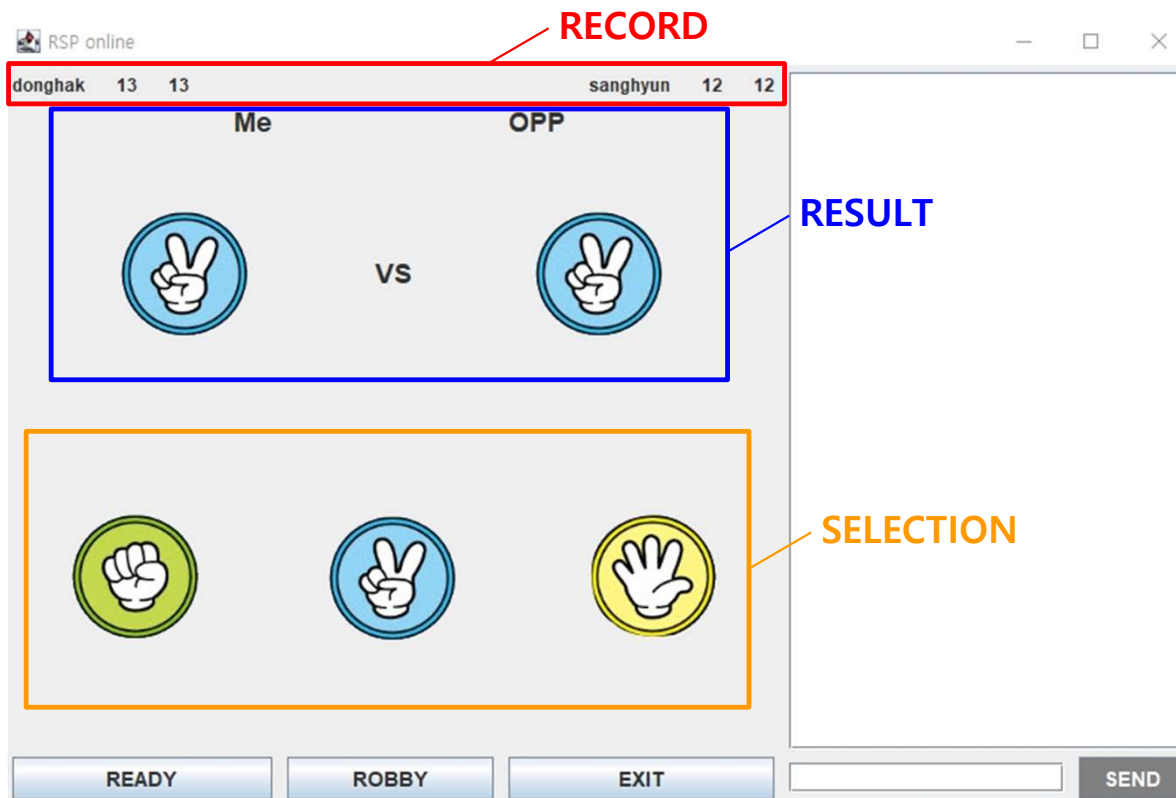 RECORD
RSP online
donghak 13 13 sanghyun 12 12
Me OPP
RESULT
VS
SELECTION
READY ROBBY EXIT SEND